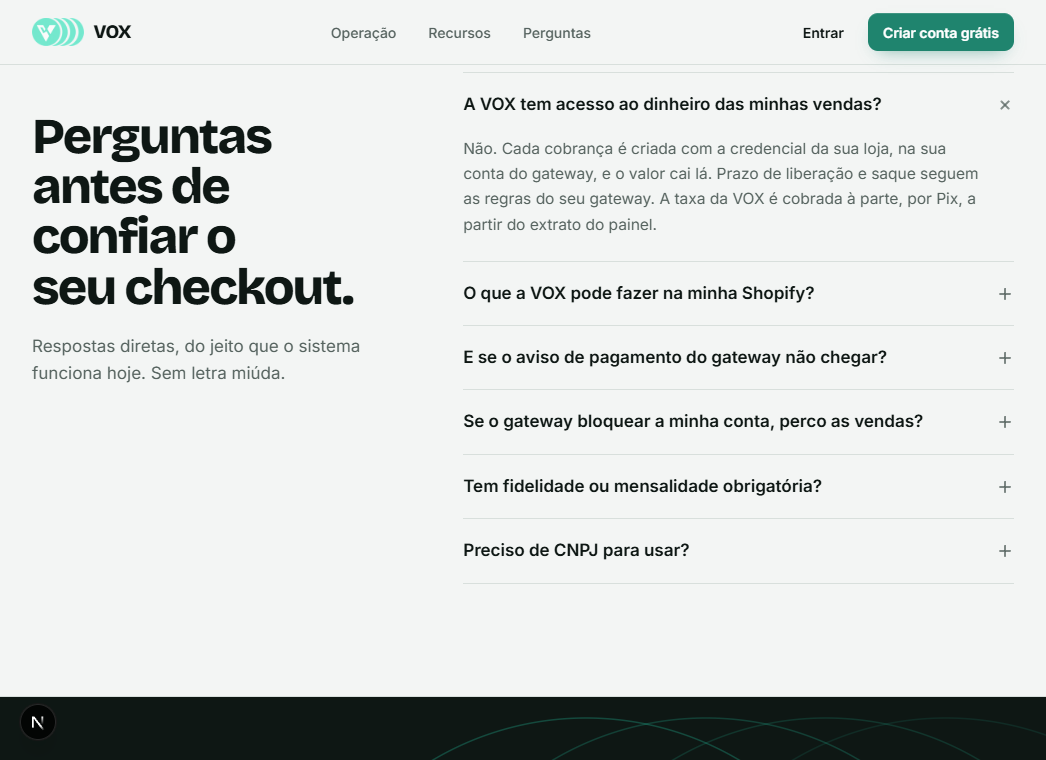 VOX
Operação
Recursos
Perguntas
Entrar
Criar conta grátis
Perguntas
antes de
confiar o
seu checkout.
Respostas diretas, do jeito que o sistema
funciona hoje. Sem letra miúda.
A VOX tem acesso ao dinheiro das minhas vendas?
Não. Cada cobrança é criada com a credencial da sua loja, na sua
conta do gateway, e o valor cai lá. Prazo de liberação e saque seguem
as regras do seu gateway. A taxa da VOX é cobrada à parte, por Pix, a
partir do extrato do painel.
O que a VOX pode fazer na minha Shopify?
E se o aviso de pagamento do gateway não chegar?
Se o gateway bloquear a minha conta, perco as vendas?
Tem fidelidade ou mensalidade obrigatória?
Preciso de CNPJ para usar?
N